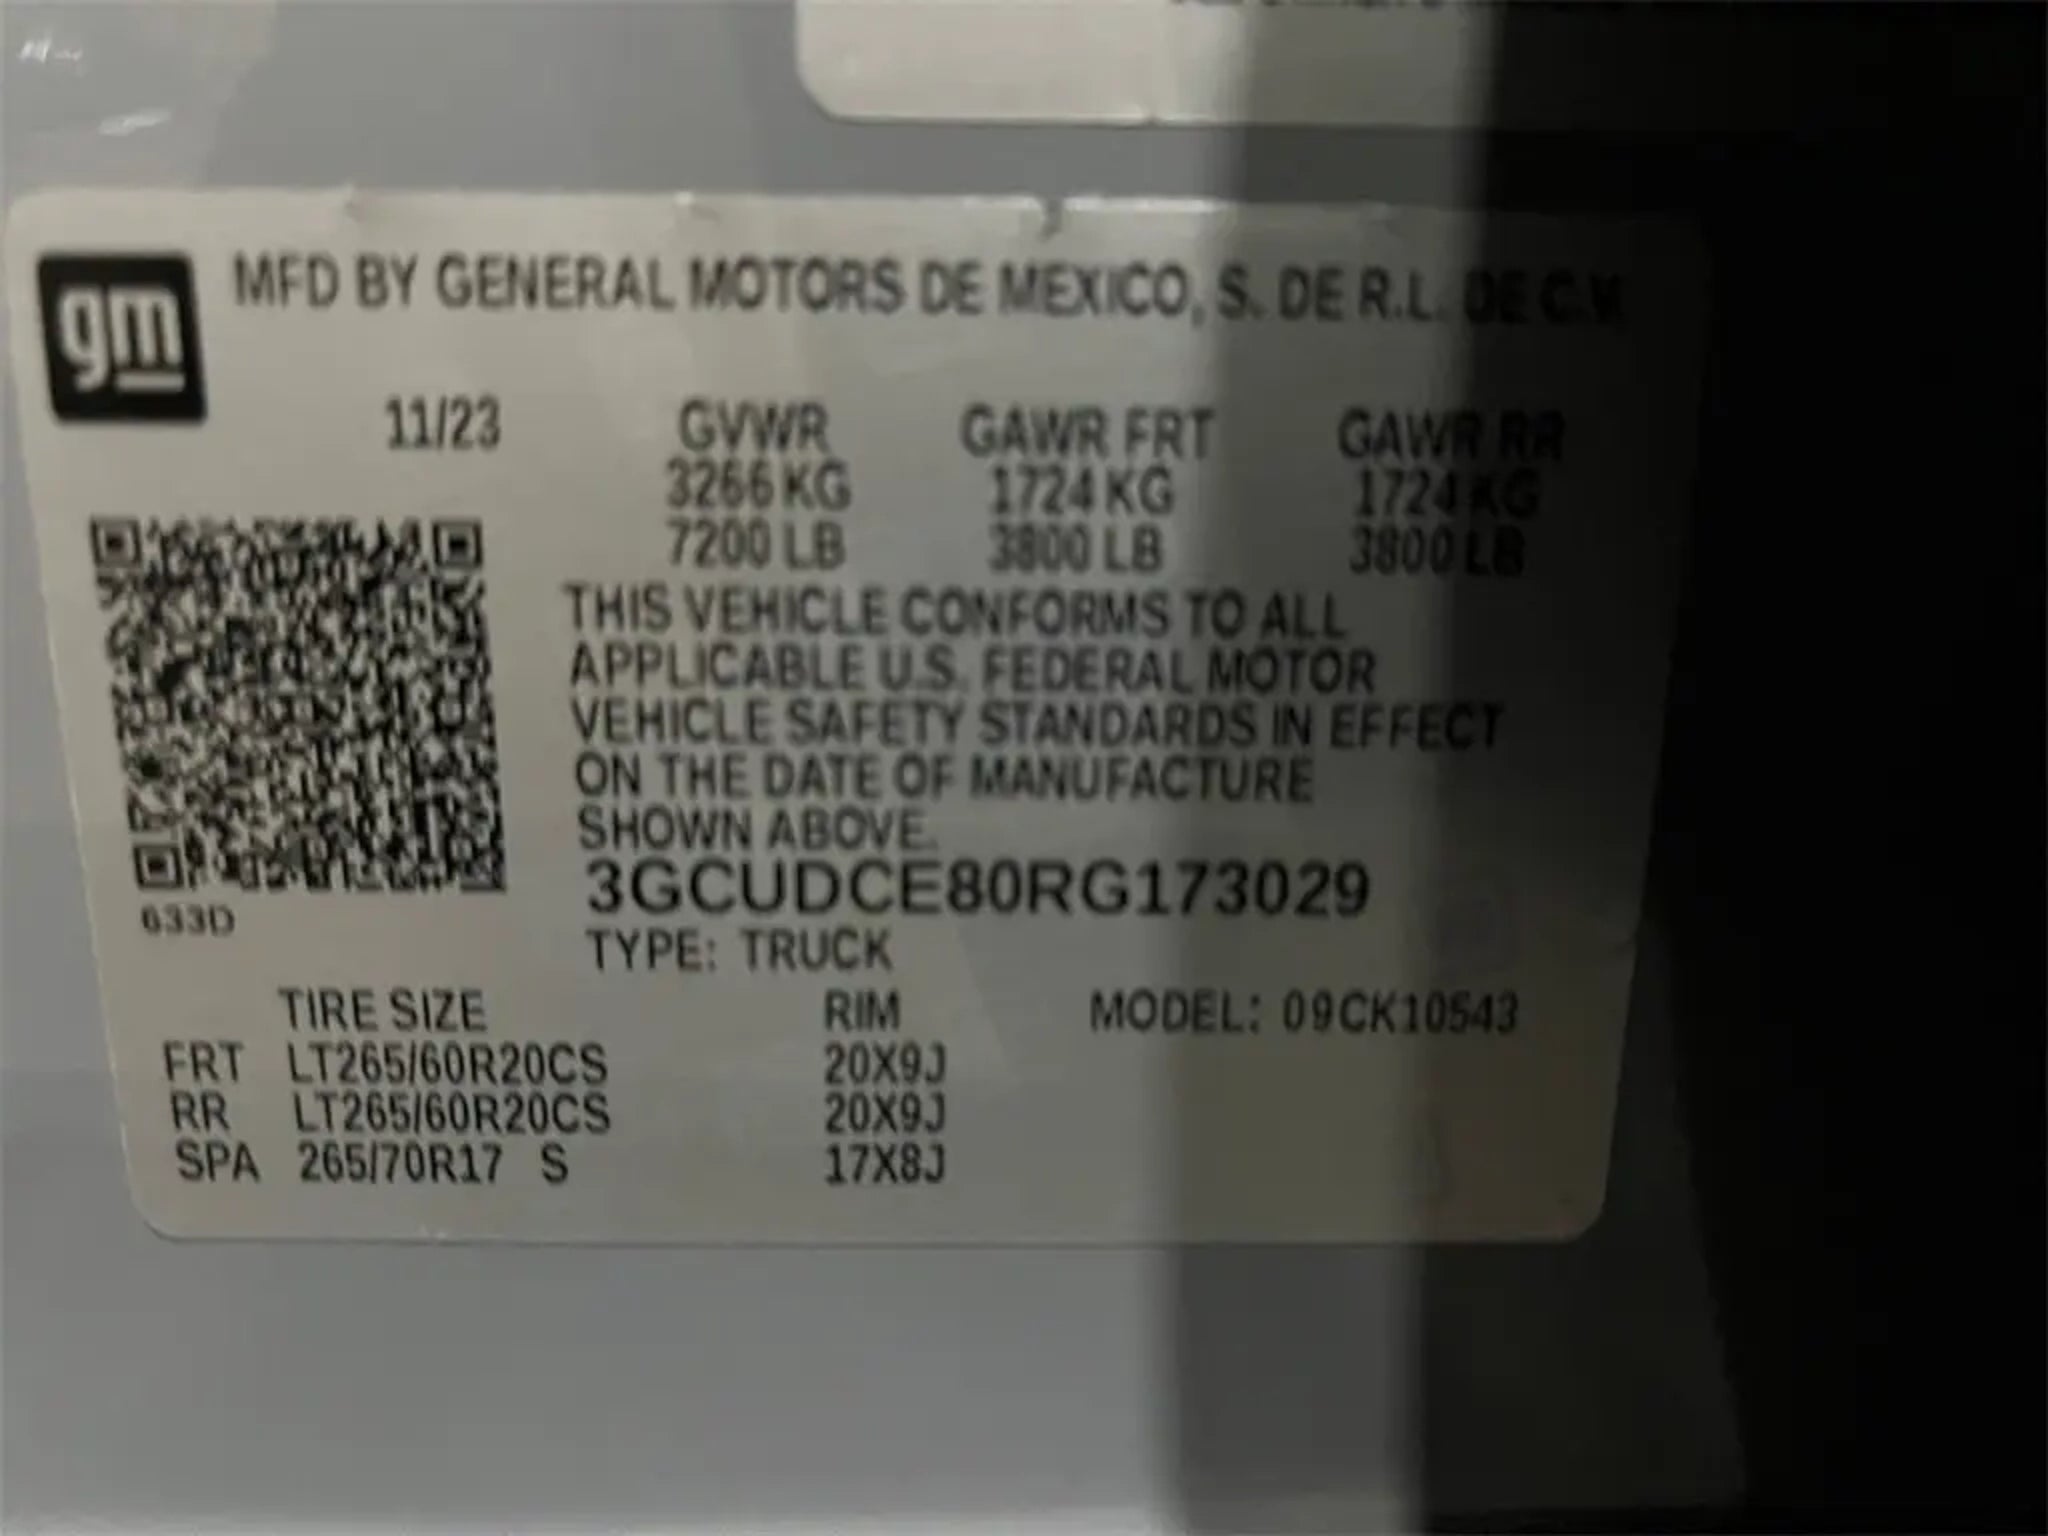 gm
MFD BY GENERAL MOTORS DE MEXICO, S. DE R.L. DE C.V.
11/23 GVWR GAWR FRT GAWR RR
3266 KG 1724 KG 1724 KG
7200 LB 3800 LB 3800 LB
THIS VEHICLE CONFORMS TO ALL
APPLICABLE U.S. FEDERAL MOTOR
VEHICLE SAFETY STANDARDS IN EFFECT
ON THE DATE OF MANUFACTURE
SHOWN ABOVE.
3GCUDCE80RG173029
633D
TYPE: TRUCK
TIRE SIZE RIM MODEL: 09CK10543
FRT LT265/60R20CS 20X9J
RR LT265/60R20CS 20X9J
SPA 265/70R17 S 17X8J